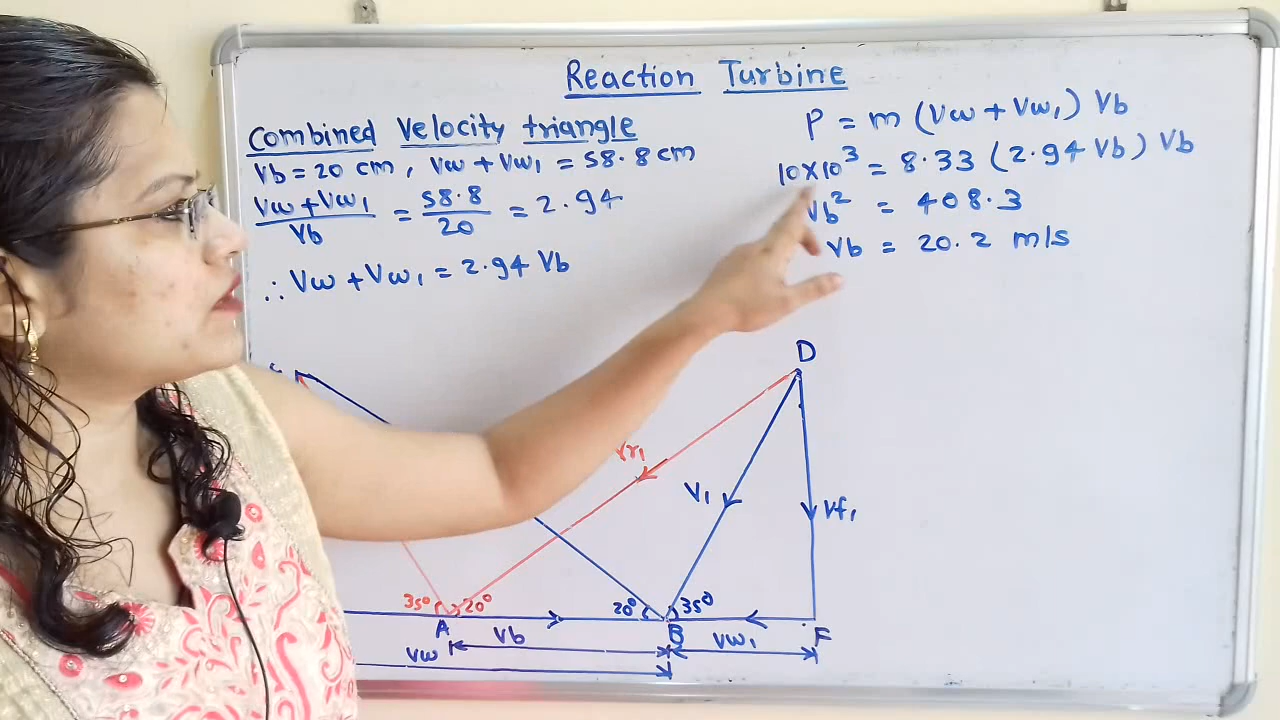 Reaction Turbine
Combined Velocity triangle
Vb = 20 cm, Vw + Vw1 = 58.8 cm
Vw + Vw1 / Vb = 58.8 / 20 = 2.94
∴ Vw + Vw1 = 2.94 Vb
P = m (Vw + Vw1) Vb
10×10³ = 8.33 (2.94 Vb) Vb
Vb² = 408.3
Vb = 20.2 m/s
D
Vr1
V1
Vf1
35° 20°
20° 35°
A
B
F
Vb
Vw1
Vw